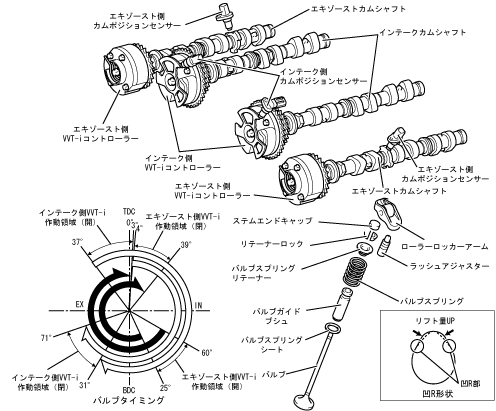 エキゾースト側
カムポジションセンサー
エキゾーストカムシャフト
インテークカムシャフト
インテーク側
カムポジションセンサー
エキゾースト側
VVT-iコントローラー
インテーク側
VVT-iコントローラー
エキゾースト側
カムポジションセンサー
エキゾースト側
VVT-iコントローラー
エキゾーストカムシャフト
インテーク側VVT-i
作動領域（開）
TDC
0°
3°
4°
エキゾースト側VVT-i
作動領域（閉）
37°
39°
EX
IN
71°
60°
31°
25°
BDC
インテーク側VVT-i
作動領域（閉）
エキゾースト側VVT-i
作動領域（開）
バルブタイミング
ステムエンドキャップ
リテーナーロック
ローラーロッカーアーム
バルブスプリング
リテーナー
ラッシュアジャスター
バルブスプリング
バルブガイド
ブシュ
バルブスプリング
シート
バルブ
リフト量UP
凹R部
凹R形状